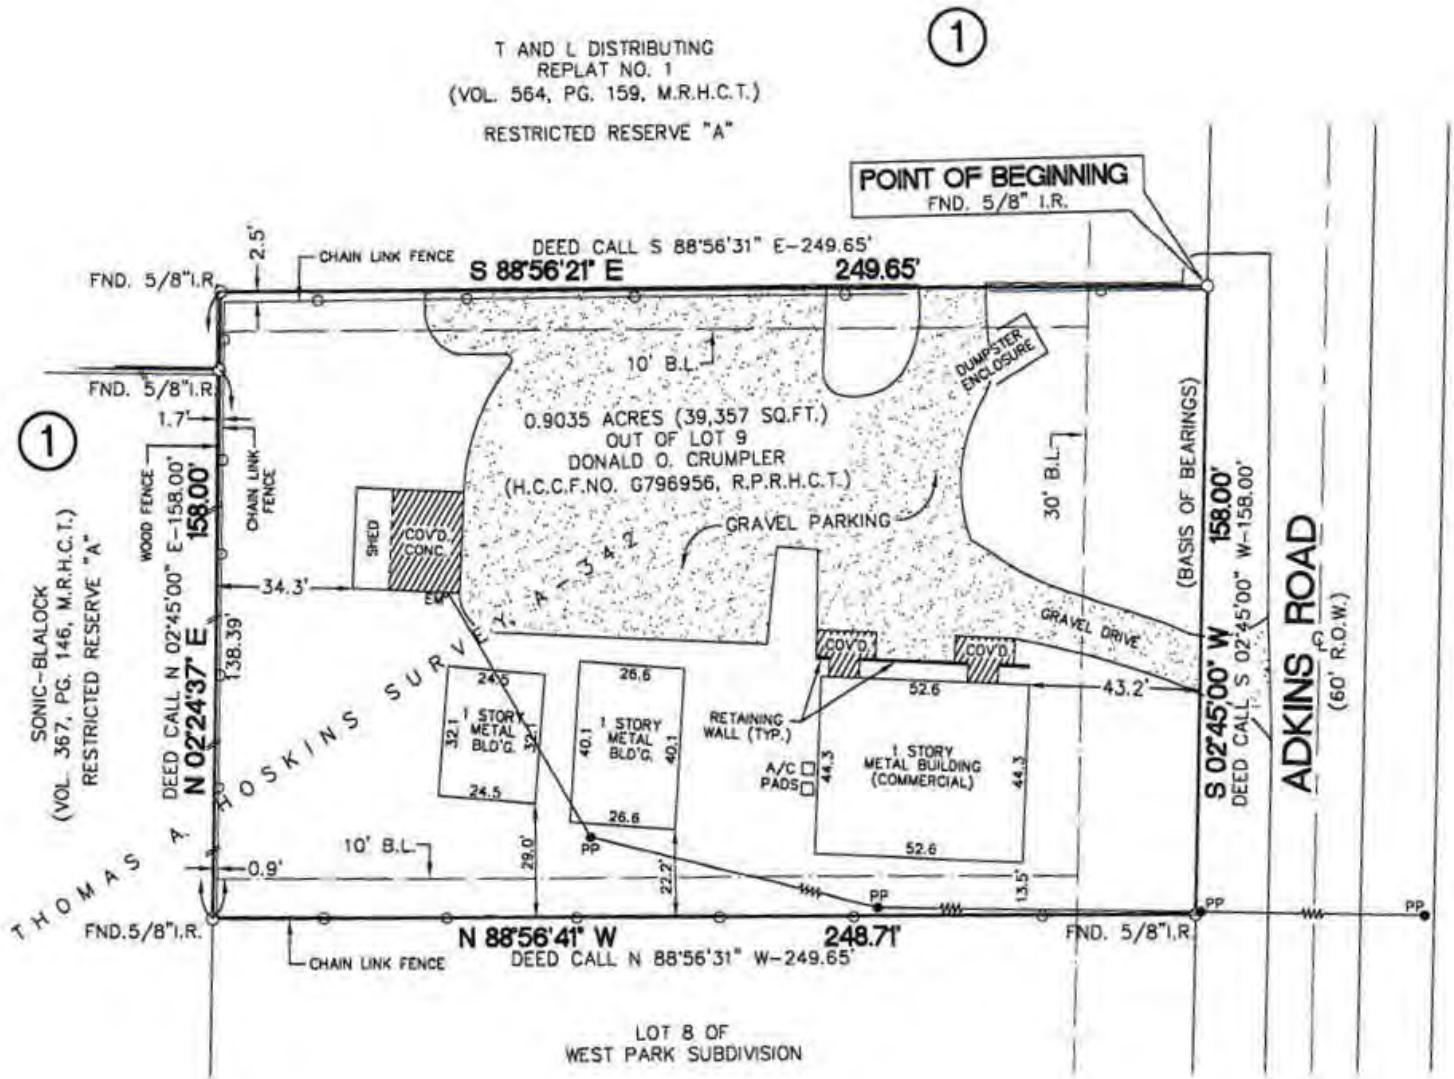 1
T AND L DISTRIBUTING
REPLAT NO. 1
(VOL. 564, PG. 159, M.R.H.C.T.)
RESTRICTED RESERVE "A"
POINT OF BEGINNING
FND. 5/8" I.R.
2.5'
CHAIN LINK FENCE
DEED CALL S 88°56'31" E-249.65'
S 88°56'21" E 249.65'
FND. 5/8"I.R.
10' B.L.
DUMPSTER
ENCLOSURE
FND. 5/8"I.R.
1.7'
1
WOOD FENCE
CHAIN LINK
FENCE
0.9035 ACRES (39,357 SQ.FT.)
OUT OF LOT 9
DONALD O. CRUMPLER
(H.C.C.F.NO. G796956, R.P.R.H.C.T.)
30' B.L.
GRAVEL PARKING
SHED
COV'D.
CONC.
34.3'
EM
SONIC-BLALOCK
(VOL. 367, PG. 146, M.R.H.C.T.)
RESTRICTED RESERVE "A"
DEED CALL N 02°45'00" E-158.00'
N 02°24'37" E 158.00'
138.39'
(BASIS OF BEARINGS)
S 02°45'00" W 158.00'
DEED CALL S 02°45'00" W-158.00'
ADKINS ROAD
(60' R.O.W.)
GRAVEL DRIVE
COV'D.
COV'D.
43.2'
THOMAS A HOSKINS SURVEY, A-342
24.5
32.1
1 STORY
METAL
BLD'G.
32.1
24.5
26.6
40.1
1 STORY
METAL
BLD'G.
40.1
26.6
RETAINING
WALL (TYP.)
A/C
PADS
52.6
44.3
1 STORY
METAL BUILDING
(COMMERCIAL)
44.3
52.6
10' B.L.
0.9'
29.0'
PP
22.2'
PP
13.5'
PP
PP
FND.5/8"I.R.
CHAIN LINK FENCE
N 88°56'41" W 248.71'
DEED CALL N 88°56'31" W-249.65'
FND. 5/8"I.R.
LOT 8 OF
WEST PARK SUBDIVISION